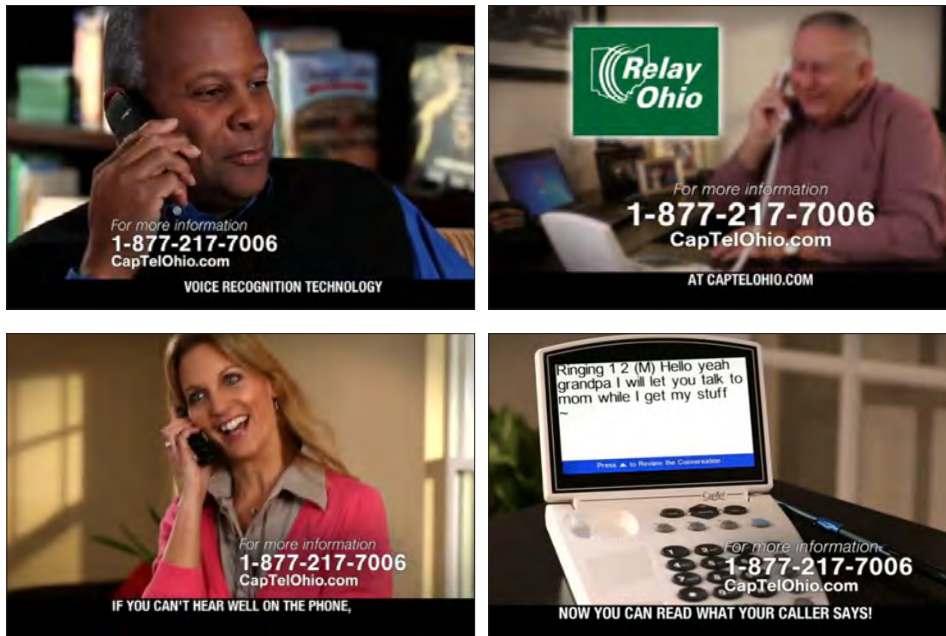 For more information
1-877-217-7006
CapTelOhio.com
VOICE RECOGNITION TECHNOLOGY
Relay
Ohio
For more information
1-877-217-7006
CapTelOhio.com
AT CAPTELOHIO.COM
For more information
1-877-217-7006
CapTelOhio.com
IF YOU CAN'T HEAR WELL ON THE PHONE,
Ringing 1 2 (M) Hello yeah
grandpa I will let you talk to
mom while I get my stuff
~
Press ▲ to Review the Conversation
CapTel
For more information
1-877-217-7006
CapTelOhio.com
NOW YOU CAN READ WHAT YOUR CALLER SAYS!